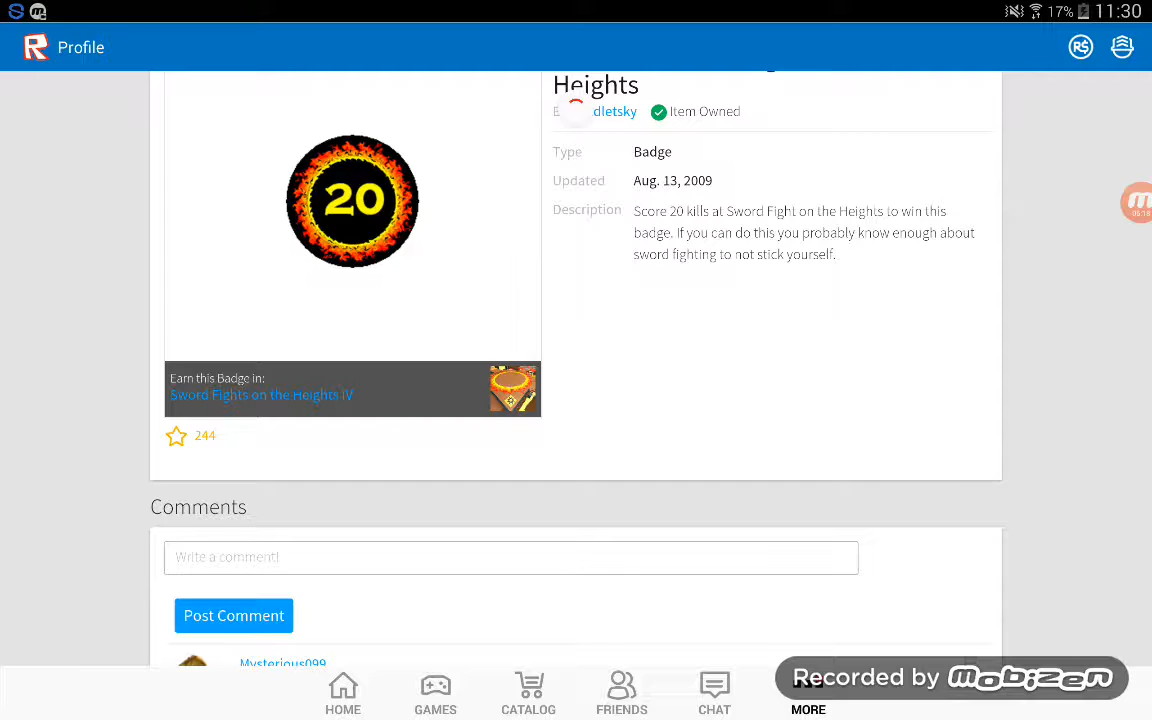 17% 11:30
Profile
Heights
dletsky Item Owned
Type Badge
Updated Aug. 13, 2009
Description Score 20 kills at Sword Fight on the Heights to win this
badge. If you can do this you probably know enough about
sword fighting to not stick yourself.
20
05:18
Earn this Badge in:
Sword Fights on the Heights IV
244
Comments
Write a comment!
Post Comment
Mysterious099
Recorded by mobizen
HOME GAMES CATALOG FRIENDS CHAT MORE